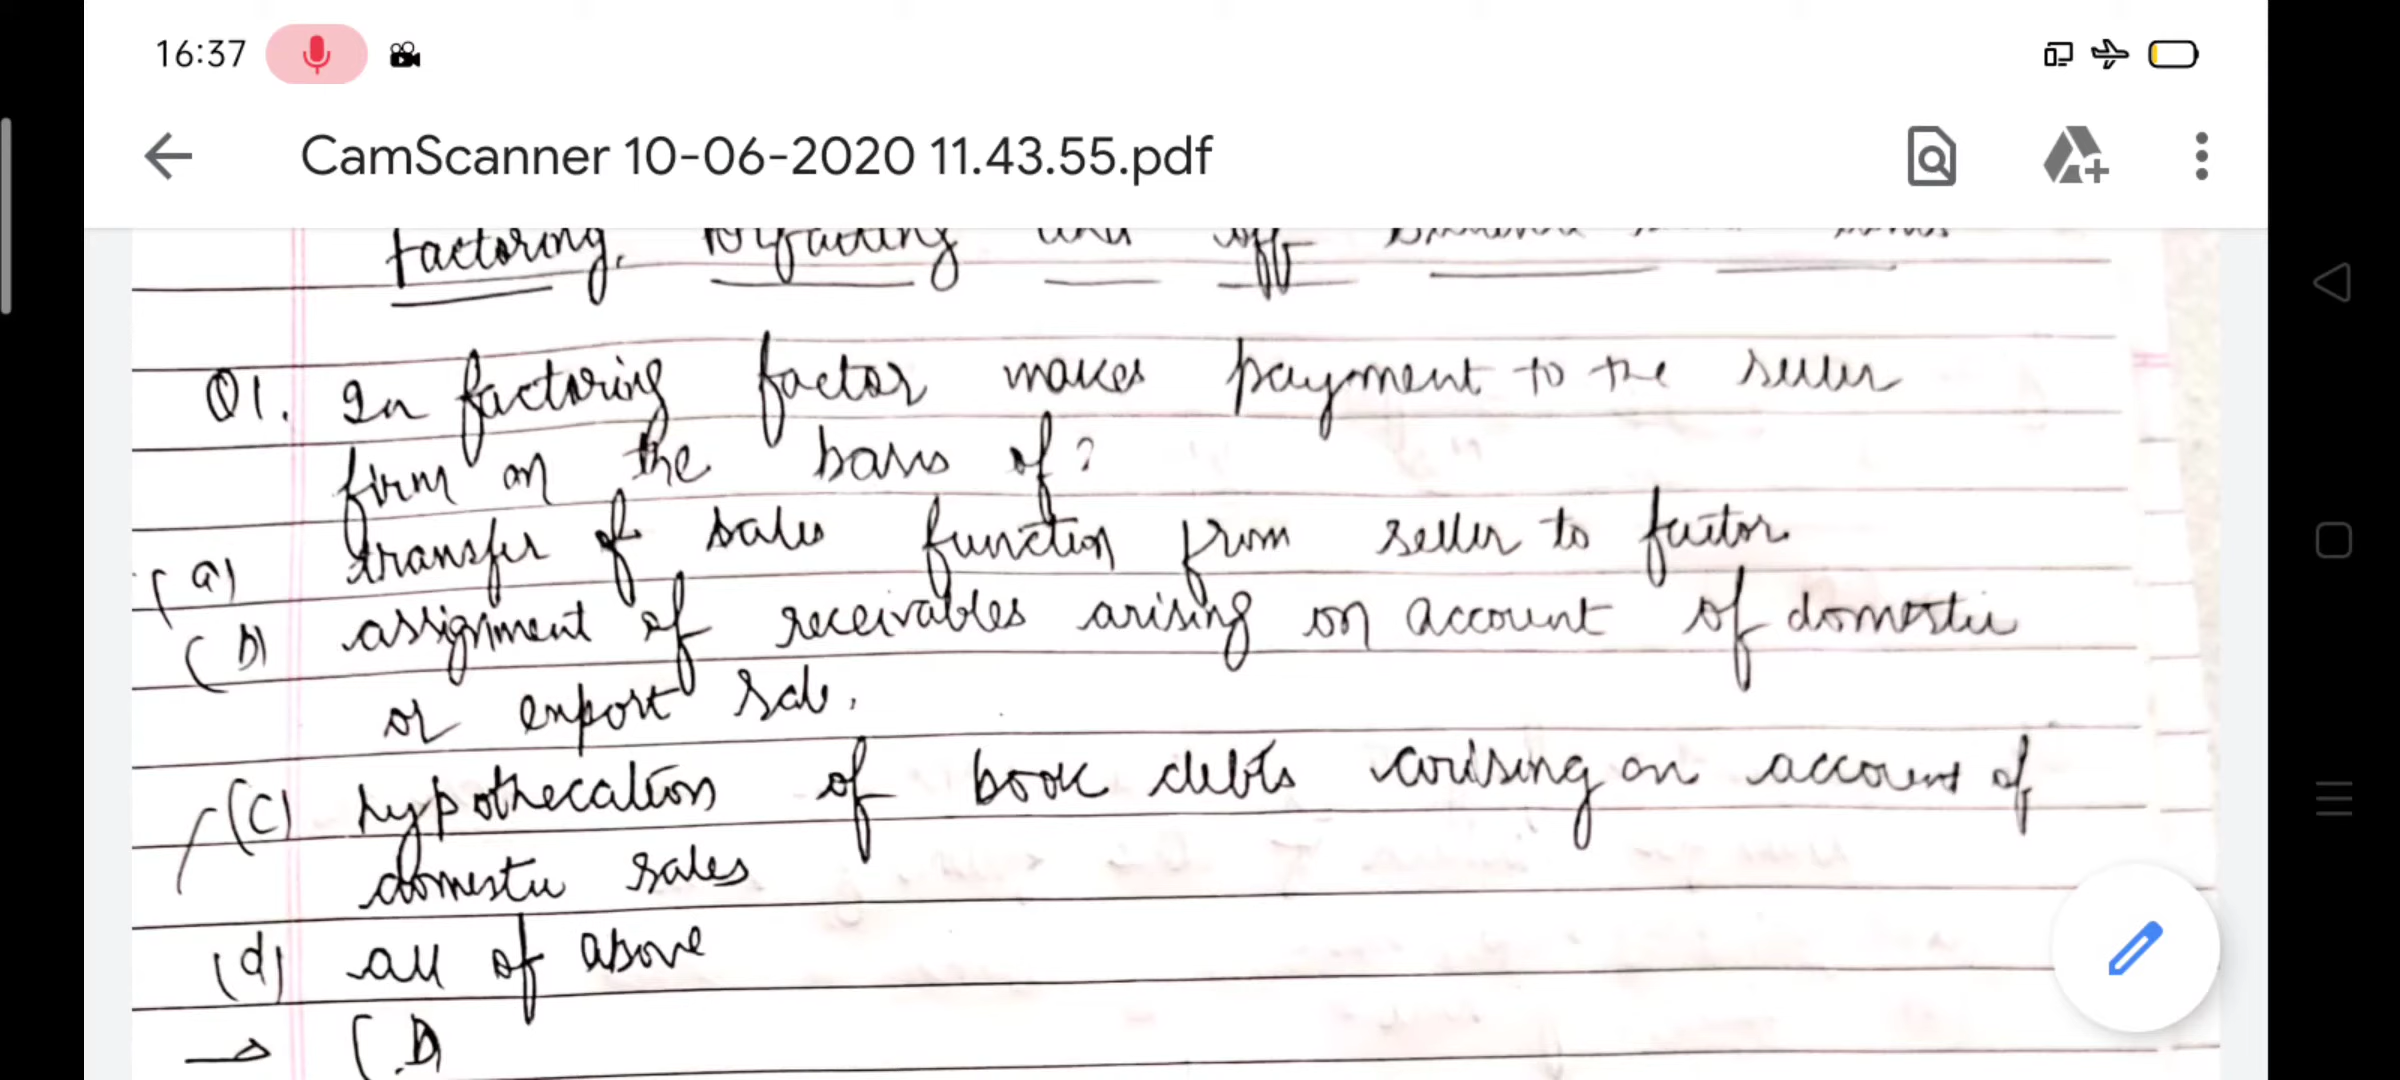 16:37
CamScanner 10-06-2020 11.43.55.pdf
factoring, forfaiting and off
Q1. In factoring factor makes payment to the seller
firm on the basis of?
(a) transfer of sales function from seller to factor.
(b) assignment of receivables arising on account of domestic
or export sale.
(c) hypothecation of book debts arising on account of
domestic sales
(d) all of above
→ (b)